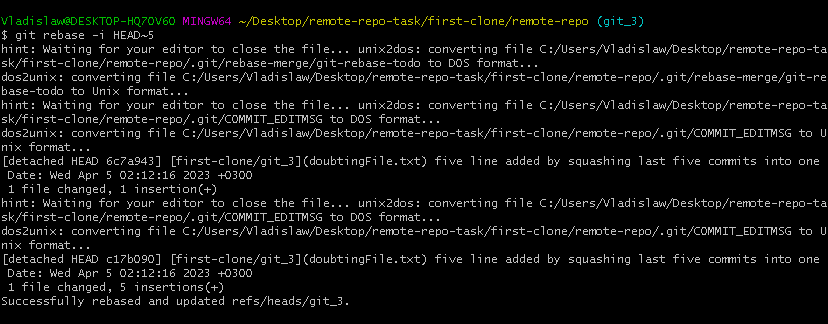 Vladislaw@DESKTOP-HQ7OV60 MINGW64 ~/Desktop/remote-repo-task/first-clone/remote-repo (git_3)
$ git rebase -i HEAD~5
hint: Waiting for your editor to close the file... unix2dos: converting file C:/Users/Vladislaw/Desktop/remote-repo-ta
sk/first-clone/remote-repo/.git/rebase-merge/git-rebase-todo to DOS format...
dos2unix: converting file C:/Users/Vladislaw/Desktop/remote-repo-task/first-clone/remote-repo/.git/rebase-merge/git-re
base-todo to Unix format...
hint: Waiting for your editor to close the file... unix2dos: converting file C:/Users/Vladislaw/Desktop/remote-repo-ta
sk/first-clone/remote-repo/.git/COMMIT_EDITMSG to DOS format...
dos2unix: converting file C:/Users/Vladislaw/Desktop/remote-repo-task/first-clone/remote-repo/.git/COMMIT_EDITMSG to U
nix format...
[detached HEAD 6c7a943] [first-clone/git_3](doubtingFile.txt) five line added by squashing last five commits into one
 Date: Wed Apr 5 02:12:16 2023 +0300
 1 file changed, 1 insertion(+)
hint: Waiting for your editor to close the file... unix2dos: converting file C:/Users/Vladislaw/Desktop/remote-repo-ta
sk/first-clone/remote-repo/.git/COMMIT_EDITMSG to DOS format...
dos2unix: converting file C:/Users/Vladislaw/Desktop/remote-repo-task/first-clone/remote-repo/.git/COMMIT_EDITMSG to U
nix format...
[detached HEAD c17b090] [first-clone/git_3](doubtingFile.txt) five line added by squashing last five commits into one
 Date: Wed Apr 5 02:12:16 2023 +0300
 1 file changed, 5 insertions(+)
Successfully rebased and updated refs/heads/git_3.